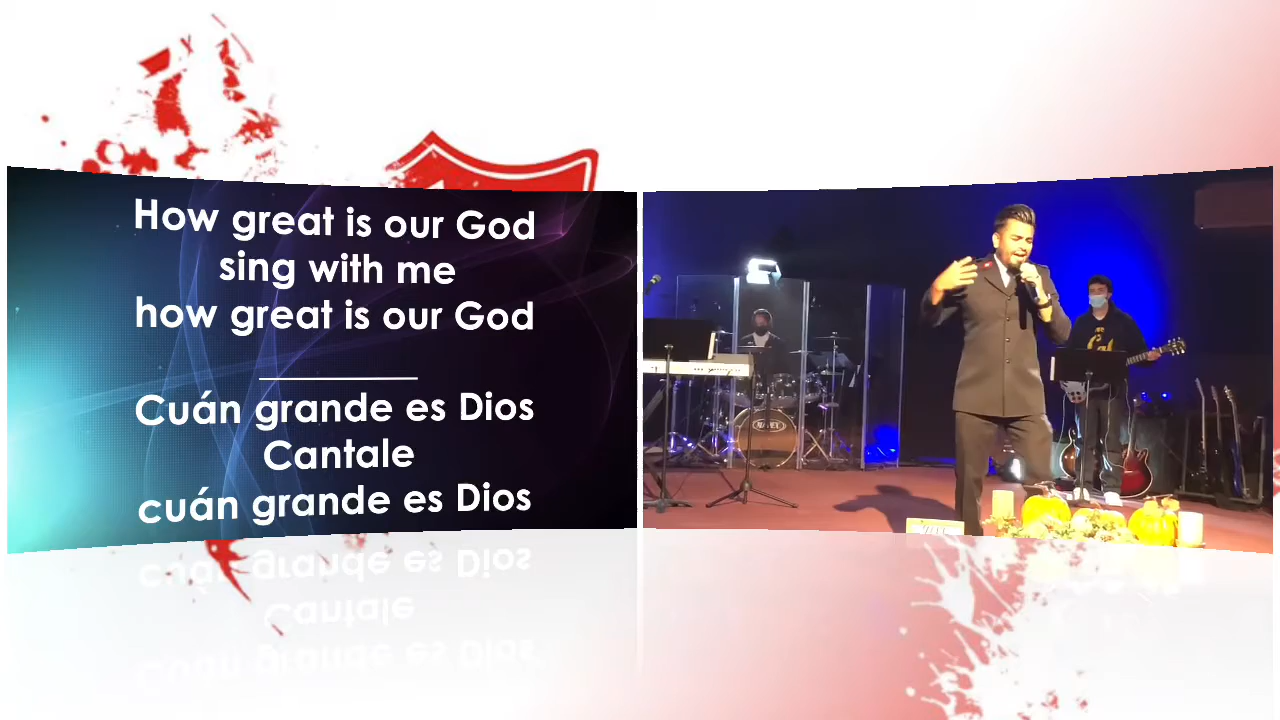 How great is our God
sing with me
how great is our God
Cuán grande es Dios
Cantale
cuán grande es Dios